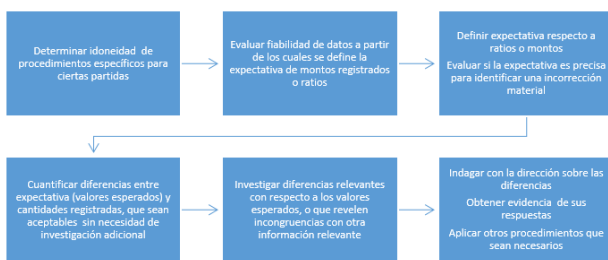 Determinar idoneidad de
procedimientos específicos para
ciertas partidas
Evaluar fiabilidad de datos a partir
de los cuales se define la
expectativa de montos registrados
o ratios
Definir expectativa respecto a
ratios o montos
Evaluar si la expectativa es precisa
para identificar una incorrección
material
Cuantificar diferencias entre
expectativa (valores esperados) y
cantidades registradas, que sean
aceptables sin necesidad de
investigación adicional
Investigar diferencias relevantes
con respecto a los valores
esperados, o que revelen
incongruencias con otra
información relevante
Indagar con la dirección sobre las
diferencias
Obtener evidencia de sus
respuestas
Aplicar otros procedimientos que
sean necesarios